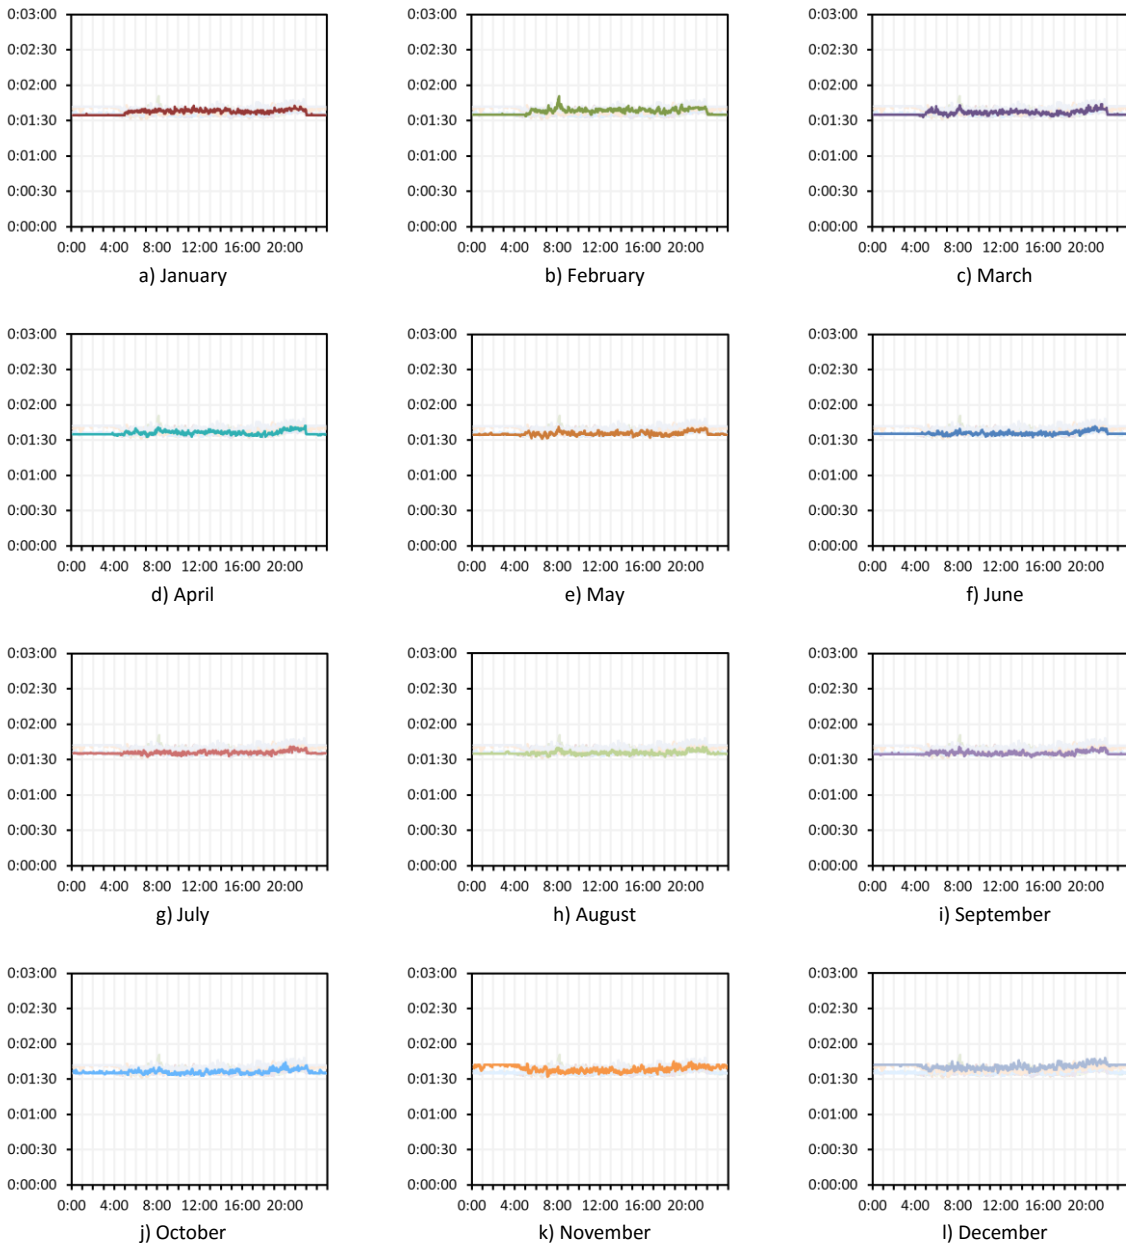 0:03:00 0:03:00 0:03:00
0:02:30 0:02:30 0:02:30
0:02:00 0:02:00 0:02:00
0:01:30 0:01:30 0:01:30
0:01:00 0:01:00 0:01:00
0:00:30 0:00:30 0:00:30
0:00:00 0:00:00 0:00:00
0:00 4:00 8:00 12:00 16:00 20:00 0:00 4:00 8:00 12:00 16:00 20:00 0:00 4:00 8:00 12:00 16:00 20:00
a) January b) February c) March
0:03:00 0:03:00 0:03:00
0:02:30 0:02:30 0:02:30
0:02:00 0:02:00 0:02:00
0:01:30 0:01:30 0:01:30
0:01:00 0:01:00 0:01:00
0:00:30 0:00:30 0:00:30
0:00:00 0:00:00 0:00:00
0:00 4:00 8:00 12:00 16:00 20:00 0:00 4:00 8:00 12:00 16:00 20:00 0:00 4:00 8:00 12:00 16:00 20:00
d) April e) May f) June
0:03:00 0:03:00 0:03:00
0:02:30 0:02:30 0:02:30
0:02:00 0:02:00 0:02:00
0:01:30 0:01:30 0:01:30
0:01:00 0:01:00 0:01:00
0:00:30 0:00:30 0:00:30
0:00:00 0:00:00 0:00:00
0:00 4:00 8:00 12:00 16:00 20:00 0:00 4:00 8:00 12:00 16:00 20:00 0:00 4:00 8:00 12:00 16:00 20:00
g) July h) August i) September
0:03:00 0:03:00 0:03:00
0:02:30 0:02:30 0:02:30
0:02:00 0:02:00 0:02:00
0:01:30 0:01:30 0:01:30
0:01:00 0:01:00 0:01:00
0:00:30 0:00:30 0:00:30
0:00:00 0:00:00 0:00:00
0:00 4:00 8:00 12:00 16:00 20:00 0:00 4:00 8:00 12:00 16:00 20:00 0:00 4:00 8:00 12:00 16:00 20:00
j) October k) November l) December